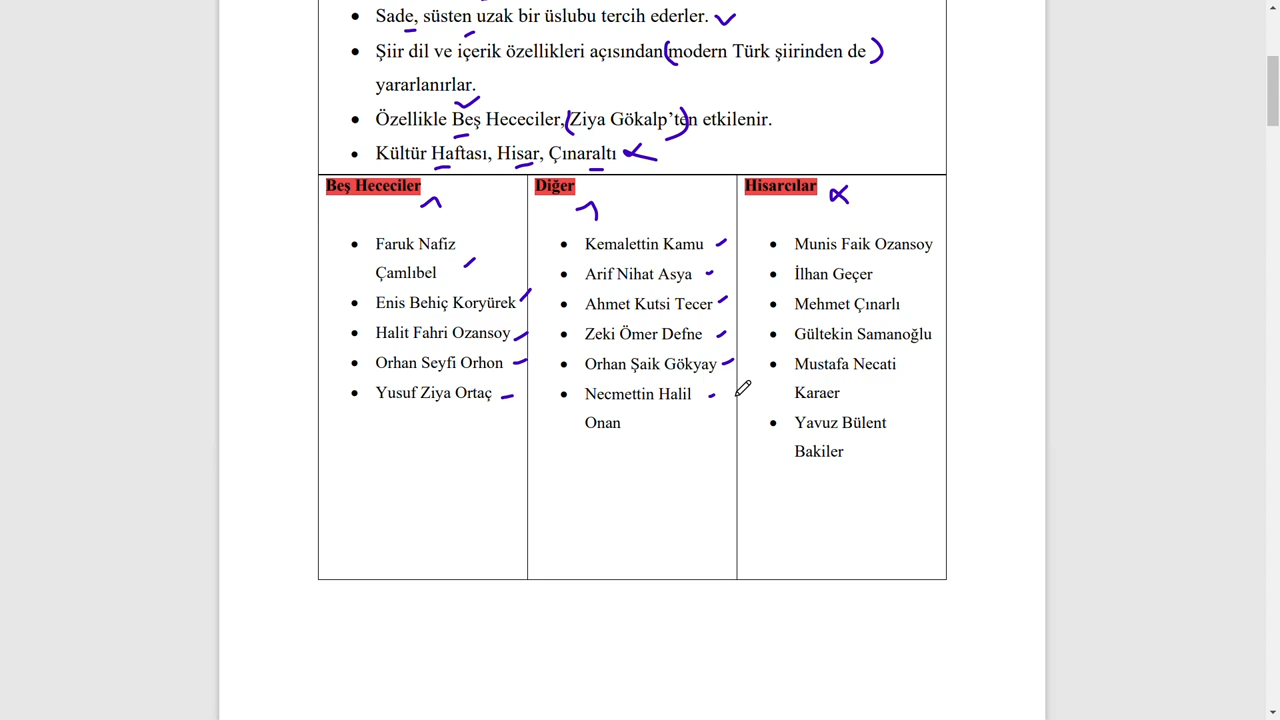 • Sade, süsten uzak bir üslubu tercih ederler.
• Şiir dil ve içerik özellikleri açısından modern Türk şiirinden de
yararlanırlar.
• Özellikle Beş Hececiler, Ziya Gökalp’ten etkilenir.
• Kültür Haftası, Hisar, Çınaraltı
Beş Hececiler
• Faruk Nafiz
Çamlıbel
• Enis Behiç Koryürek
• Halit Fahri Ozansoy
• Orhan Seyfi Orhon
• Yusuf Ziya Ortaç
Diğer
• Kemalettin Kamu
• Arif Nihat Asya
• Ahmet Kutsi Tecer
• Zeki Ömer Defne
• Orhan Şaik Gökyay
• Necmettin Halil
Onan
Hisarcılar
• Munis Faik Ozansoy
• İlhan Geçer
• Mehmet Çınarlı
• Gültekin Samanoğlu
• Mustafa Necati
Karaer
• Yavuz Bülent
Bakiler